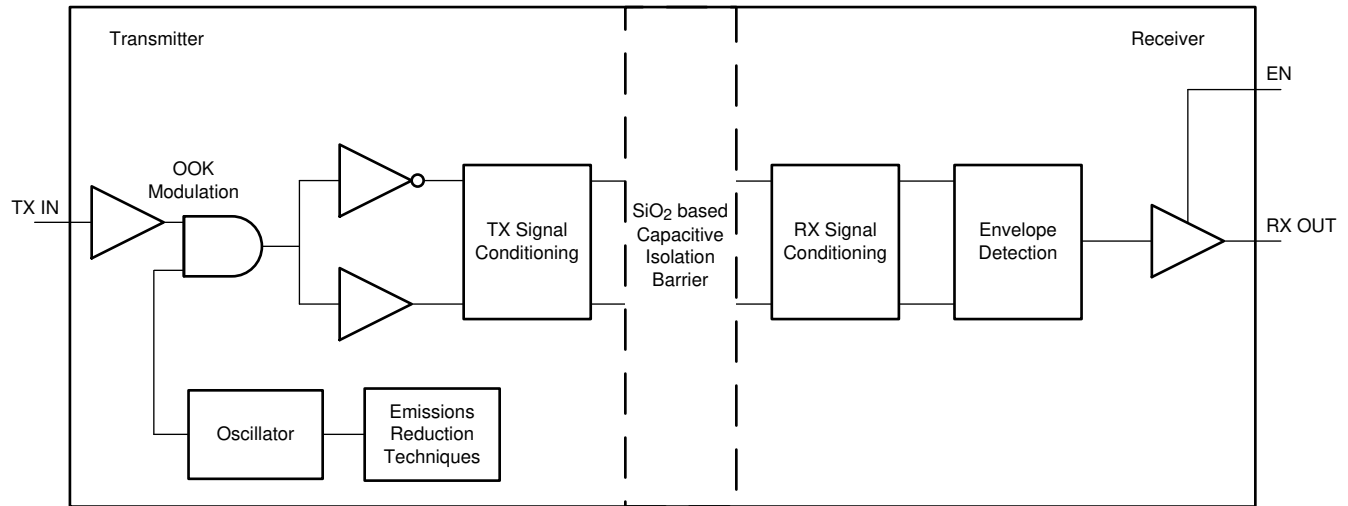 Transmitter
Receiver
EN
OOK
Modulation
TX IN
TX Signal
Conditioning
SiO2 based
Capacitive
Isolation
Barrier
RX Signal
Conditioning
Envelope
Detection
RX OUT
Oscillator
Emissions
Reduction
Techniques